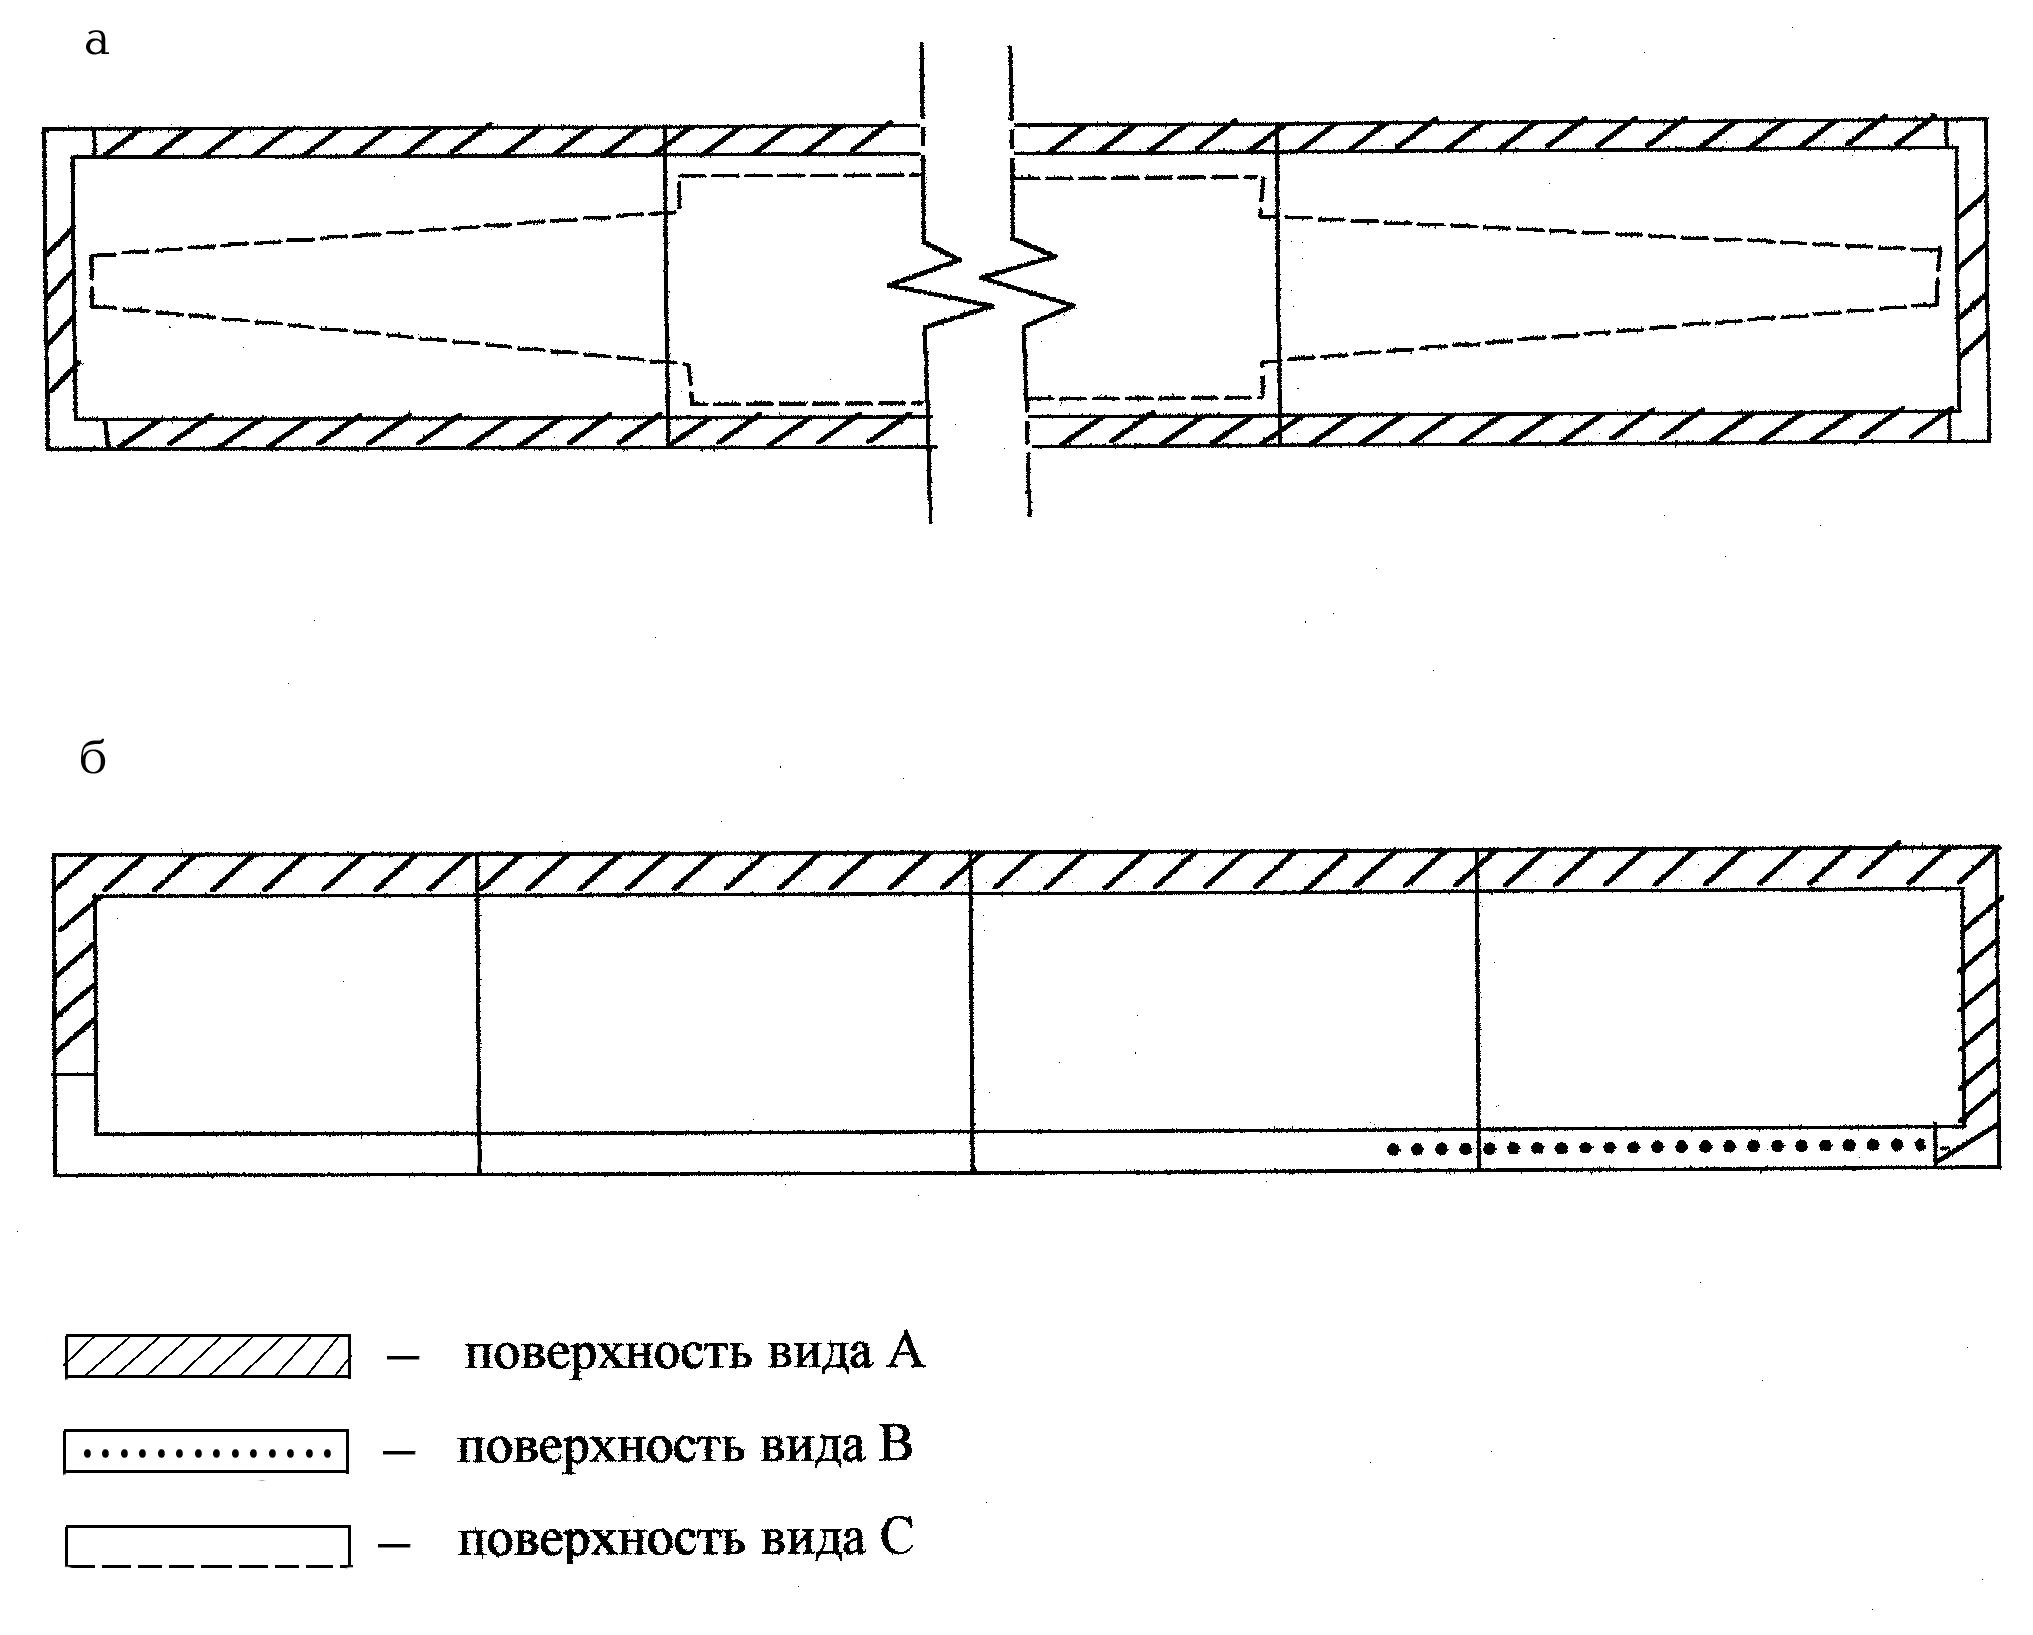 а
б
– поверхность вида А
– поверхность вида В
– поверхность вида С